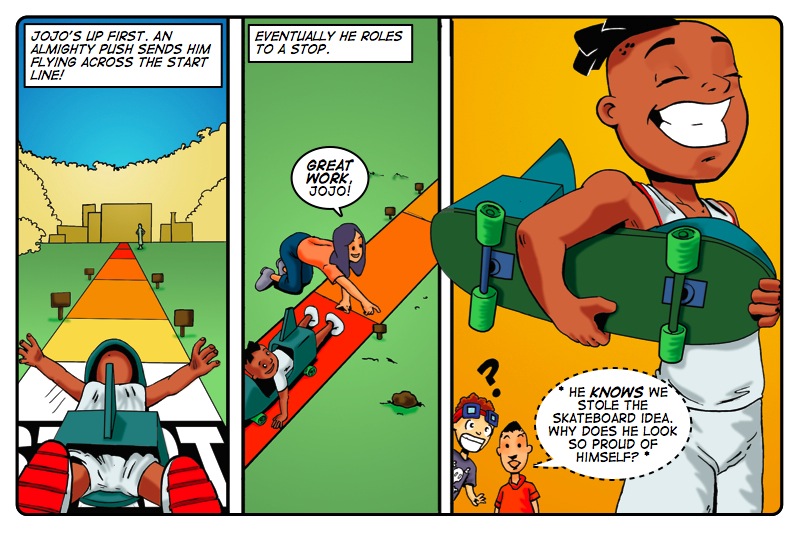 JOJO'S UP FIRST. AN
ALMIGHTY PUSH SENDS HIM
FLYING ACROSS THE START
LINE!
START
EVENTUALLY HE ROLES
TO A STOP.
GREAT
WORK,
JOJO!
?
* HE KNOWS WE
STOLE THE
SKATEBOARD IDEA.
WHY DOES HE LOOK
SO PROUD OF
HIMSELF? *